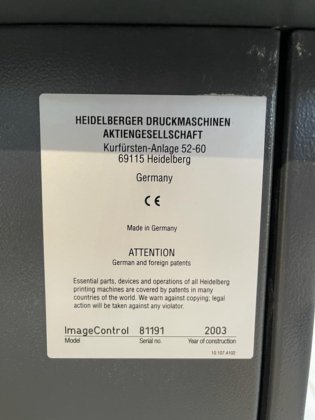 HEIDELBERGER DRUCKMASCHINEN
AKTIENGESELLSCHAFT
Kurfürsten-Anlage 52-60
69115 Heidelberg
Germany
CE
Made in Germany
ATTENTION
German and foreign patents
Essential parts, devices and operations of all Heidelberg
printing machines are covered by patents in many
countries of the world. We warn against copying; legal
action will be taken against any violator.
ImageControl 81191 2003
Model Serial no. Year of construction
10.107.4102